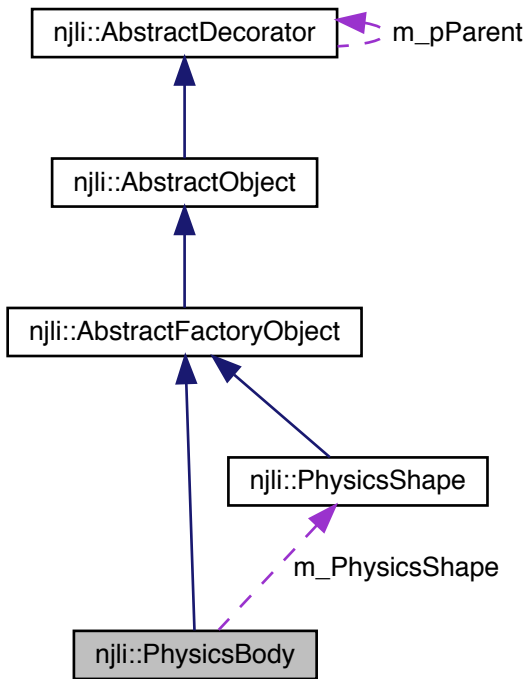 njli::AbstractDecorator
m_pParent
njli::AbstractObject
njli::AbstractFactoryObject
njli::PhysicsShape
m_PhysicsShape
njli::PhysicsBody